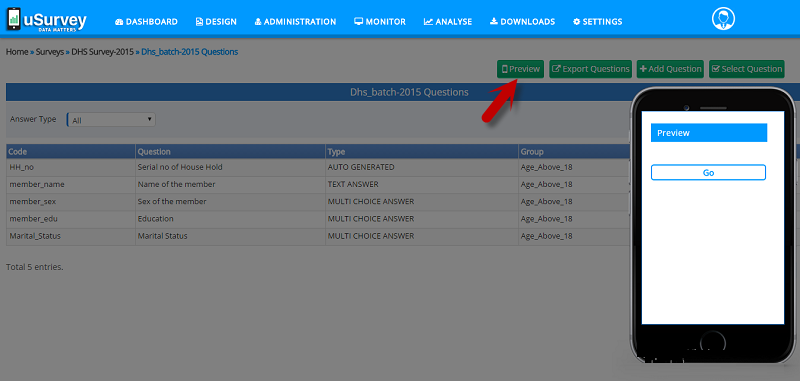 uSurvey
DATA MATTERS
DASHBOARD DESIGN ADMINISTRATION MONITOR ANALYSE DOWNLOADS SETTINGS
Home » Surveys » DHS Survey-2015 » Dhs_batch-2015 Questions
Preview Export Questions Add Question Select Question
Dhs_batch-2015 Questions
Answer Type All
Code Question Type Group
HH_no Serial no of House Hold AUTO GENERATED Age_Above_18
member_name Name of the member TEXT ANSWER Age_Above_18
member_sex Sex of the member MULTI CHOICE ANSWER Age_Above_18
member_edu Education MULTI CHOICE ANSWER Age_Above_18
Marital_Status Marital Status MULTI CHOICE ANSWER Age_Above_18
Total 5 entries.
Preview
Go